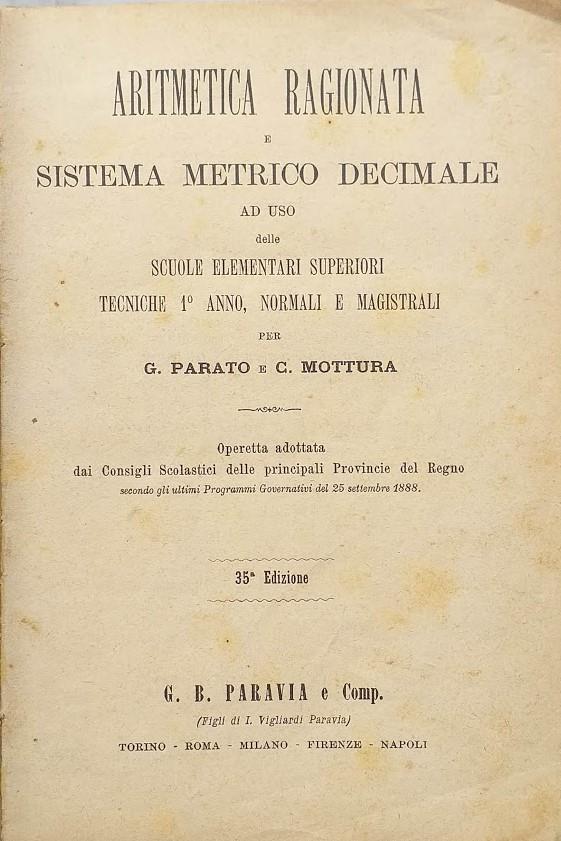 ARITMETICA RAGIONATA
E
SISTEMA METRICO DECIMALE
AD USO
delle
SCUOLE ELEMENTARI SUPERIORI
TECNICHE 1º ANNO, NORMALI E MAGISTRALI
PER
G. PARATO E C. MOTTURA
Operetta adottata
dai Consigli Scolastici delle principali Provincie del Regno
secondo gli ultimi Programmi Governativi del 25 settembre 1888.
35ª Edizione
G. B. PARAVIA e Comp.
(Figli di I. Vigliardi Paravia)
TORINO - ROMA - MILANO - FIRENZE - NAPOLI